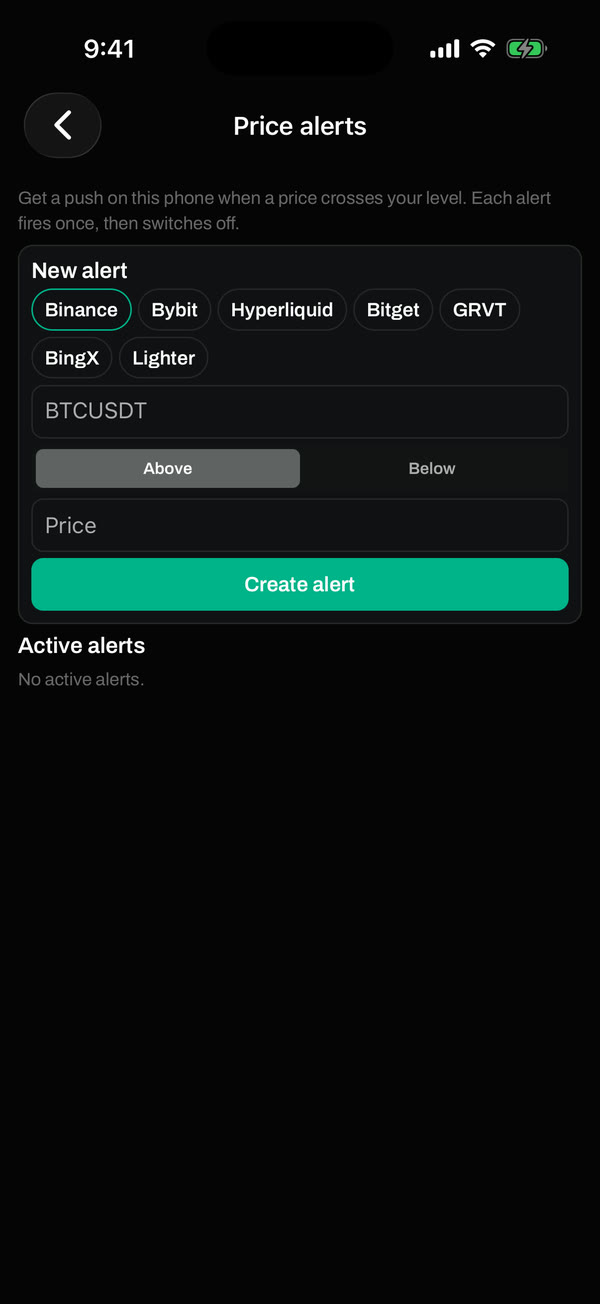 9:41
Price alerts
Get a push on this phone when a price crosses your level. Each alert
fires once, then switches off.
New alert
Binance Bybit Hyperliquid Bitget GRVT
BingX Lighter
BTCUSDT
Above Below
Price
Create alert
Active alerts
No active alerts.